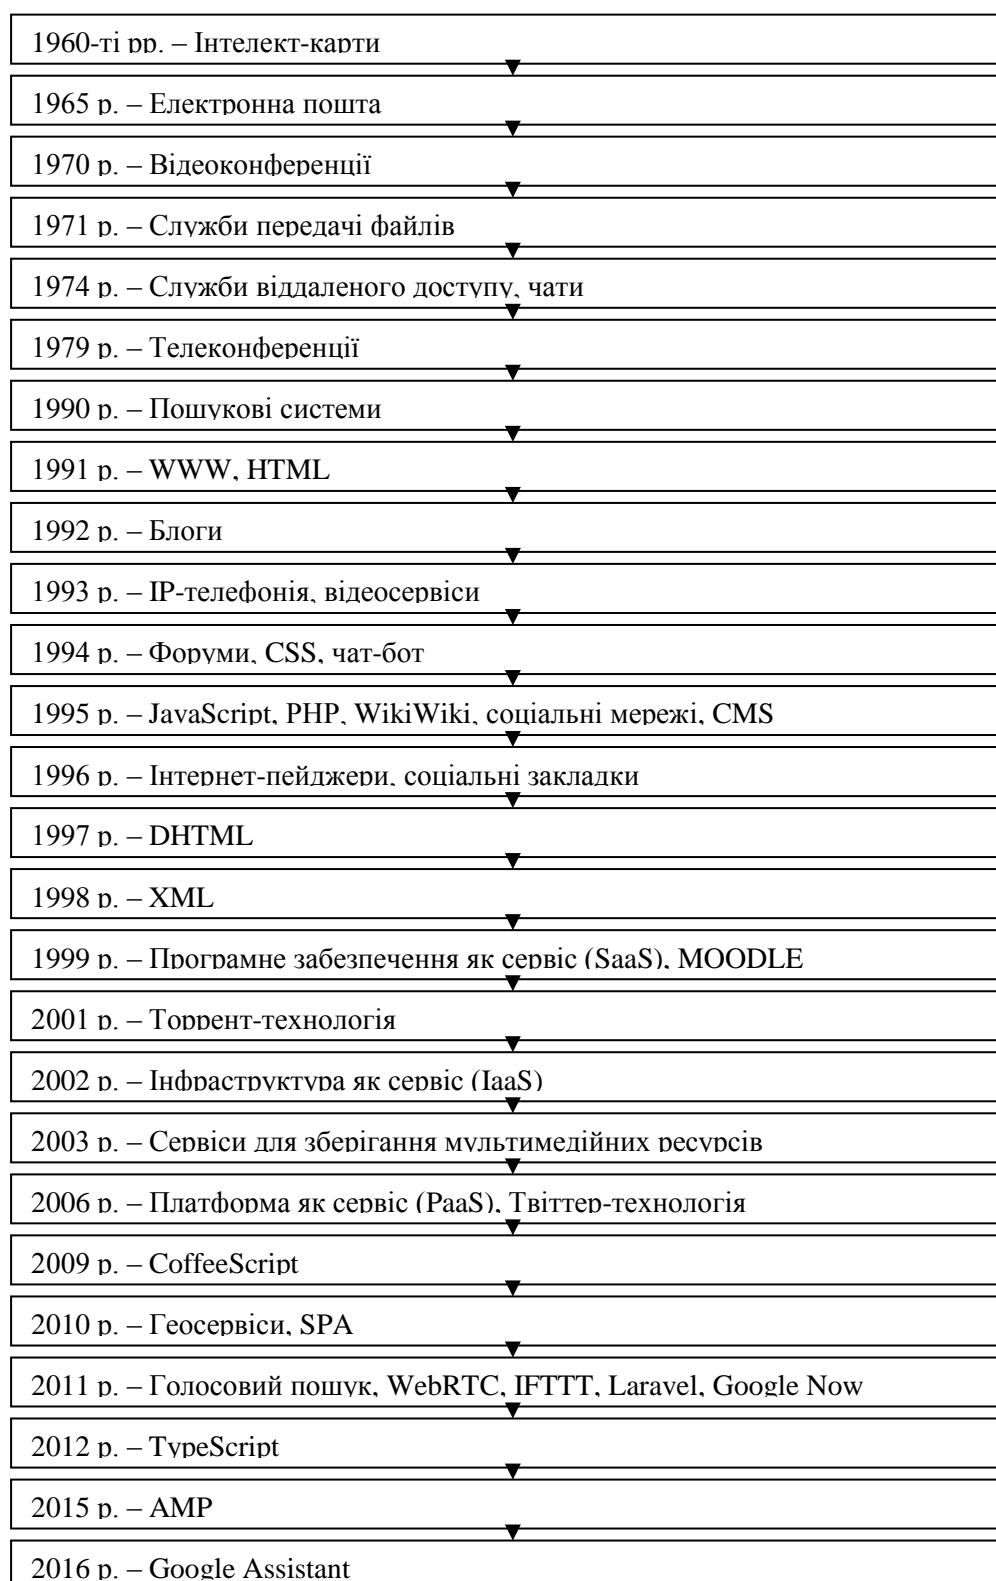 1960-ті рр. – Інтелект-карти
1965 р. – Електронна пошта
1970 р. – Відеоконференції
1971 р. – Служби передачі файлів
1974 р. – Служби віддаленого доступу, чати
1979 р. – Телеконференції
1990 р. – Пошукові системи
1991 р. – WWW, HTML
1992 р. – Блоги
1993 р. – IP-телефонія, відеосервіси
1994 р. – Форуми, CSS, чат-бот
1995 р. – JavaScript, PHP, WikiWiki, соціальні мережі, CMS
1996 р. – Інтернет-пейджери, соціальні закладки
1997 р. – DHTML
1998 р. – XML
1999 р. – Програмне забезпечення як сервіс (SaaS), MOODLE
2001 р. – Торрент-технологія
2002 р. – Інфраструктура як сервіс (IaaS)
2003 р. – Сервіси для зберігання мультимедійних ресурсів
2006 р. – Платформа як сервіс (PaaS), Твіттер-технологія
2009 р. – CoffeeScript
2010 р. – Геосервіси, SPA
2011 р. – Голосовий пошук, WebRTC, IFTTT, Laravel, Google Now
2012 р. – TypeScript
2015 р. – AMP
2016 р. – Google Assistant